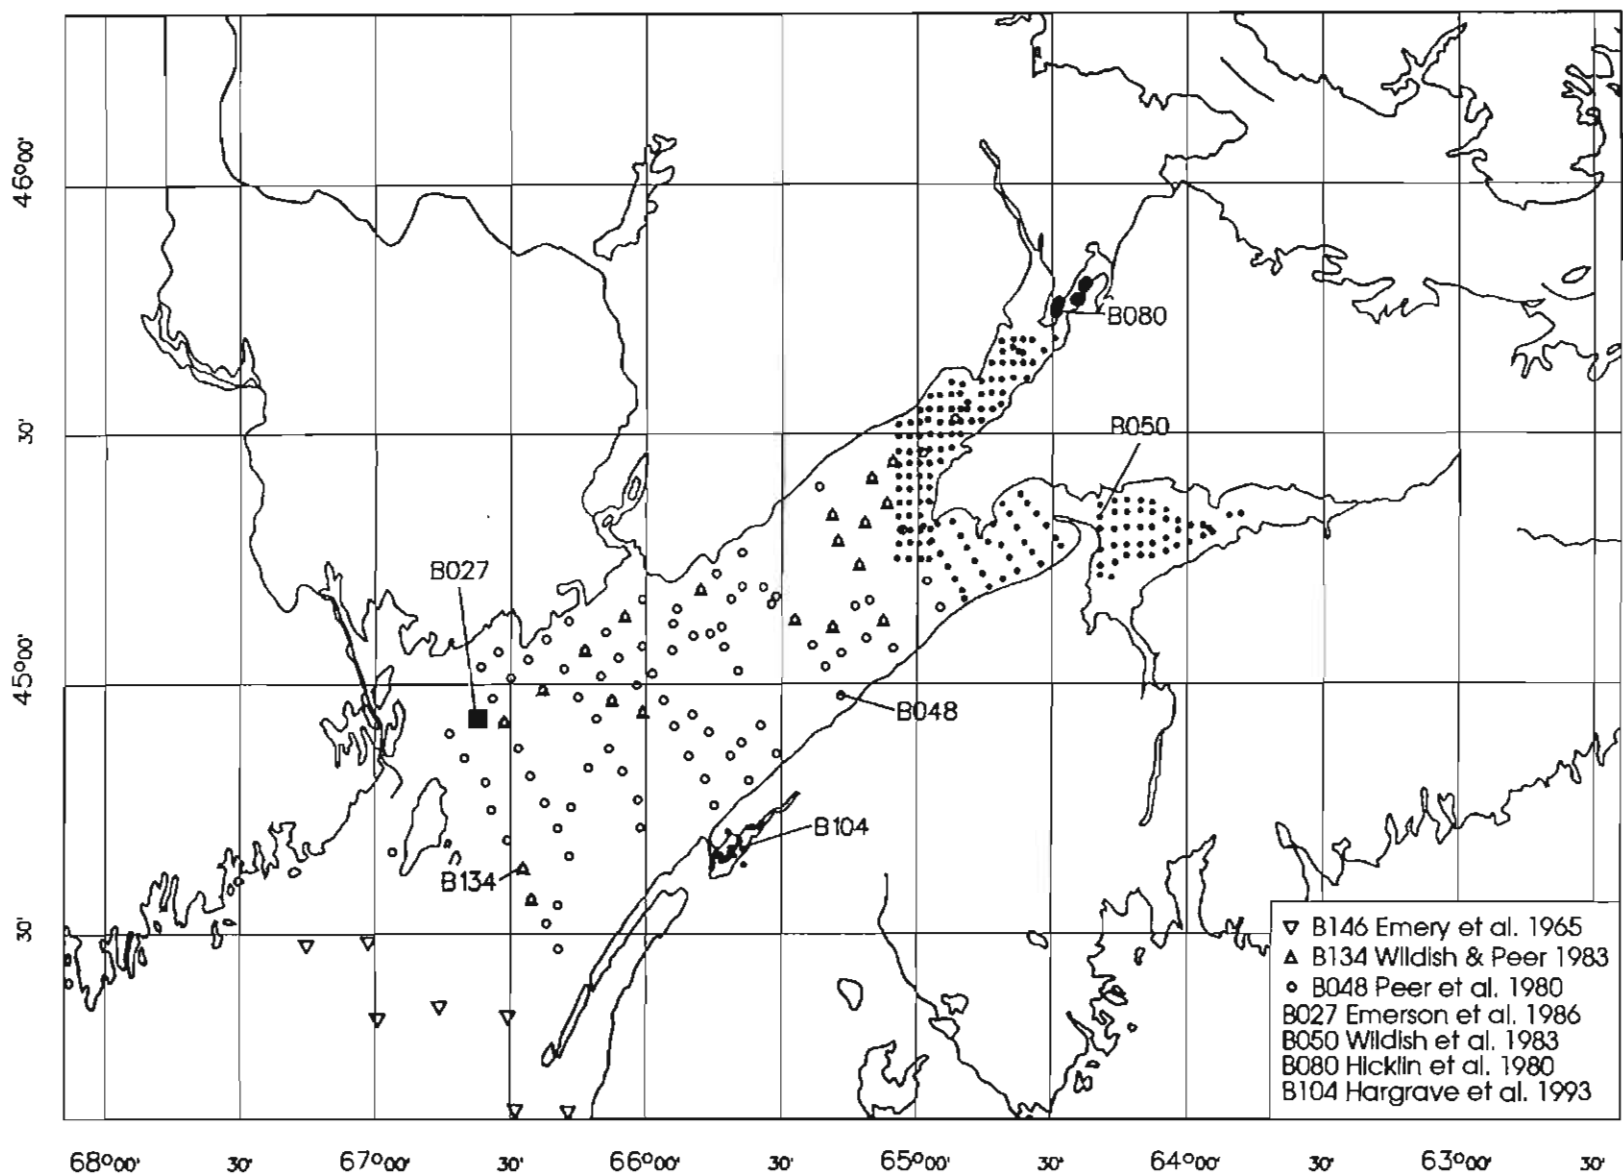 46°00'
B080
30'
B050
B027
45°00'
B048
B104
B134
30'
▽ B146 Emery et al. 1965
△ B134 Wildish & Peer 1983
○ B048 Peer et al. 1980
B027 Emerson et al. 1986
B050 Wildish et al. 1983
B080 Hicklin et al. 1980
B104 Hargrave et al. 1993
68°00' 30' 67°00' 30' 66°00' 30' 65°00' 30' 64°00' 30' 63°00' 30'